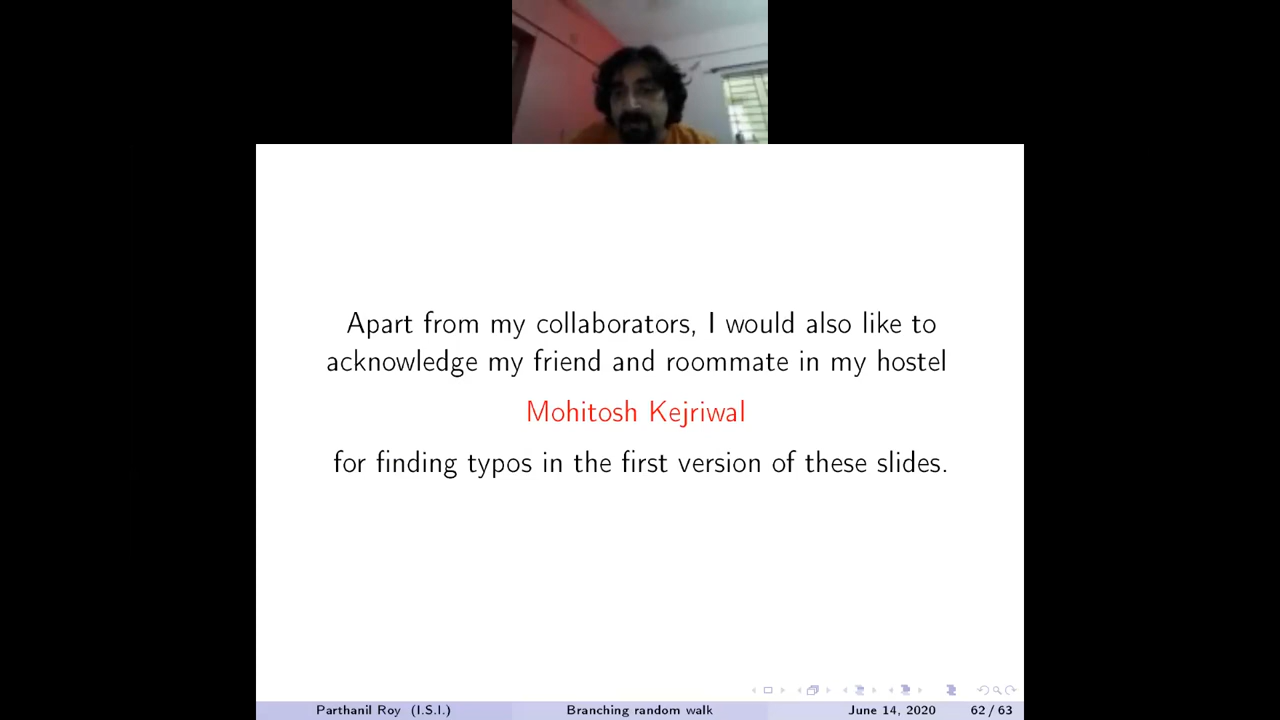 Apart from my collaborators, I would also like to
acknowledge my friend and roommate in my hostel
Mohitosh Kejriwal
for finding typos in the first version of these slides.
Parthanil Roy (I.S.I.) Branching random walk June 14, 2020 62 / 63